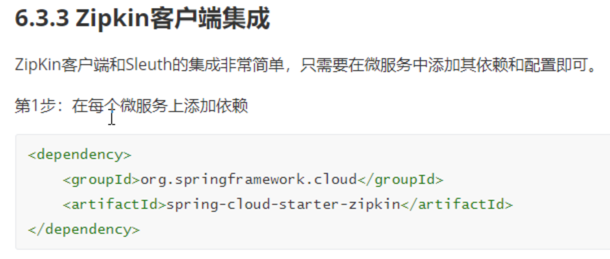 6.3.3 Zipkin客户端集成
ZipKin客户端和Sleuth的集成非常简单，只需要在微服务中添加其依赖和配置即可。
第1步：在每个微服务上添加依赖
<dependency>
    <groupId>org.springframework.cloud</groupId>
    <artifactId>spring-cloud-starter-zipkin</artifactId>
</dependency>